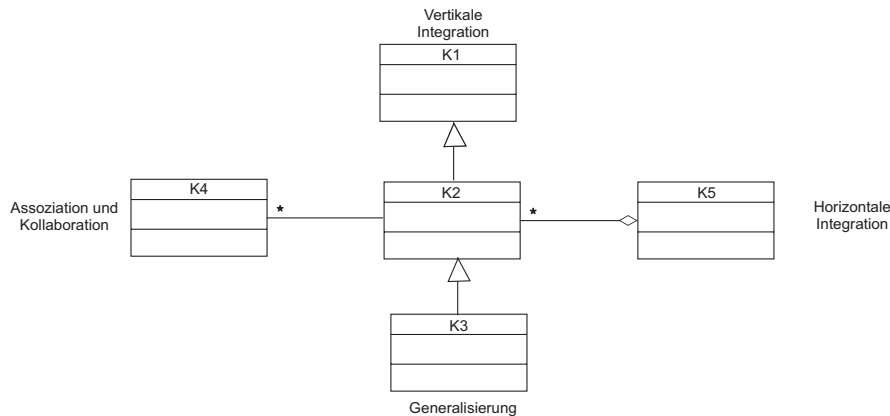 Vertikale
Integration
K1
K4
K2
K5
*
*
Assoziation und
Kollaboration
Horizontale
Integration
K3
Generalisierung